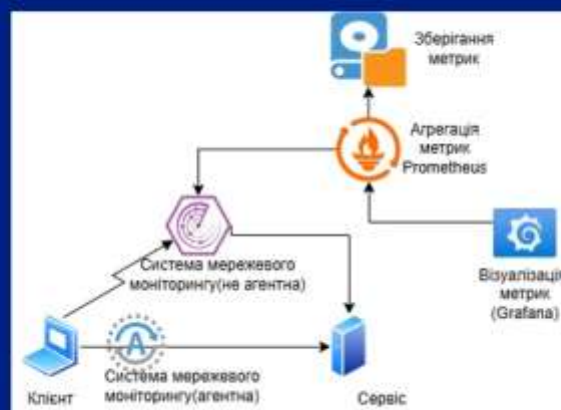 Зберігання
метрик
Агрегація
метрик
Prometheus
Система мережевого
моніторингу(не агентна)
Візуалізація
метрик
(Grafana)
A
Система мережевого
моніторингу(агентна)
Клієнт
Сервіс